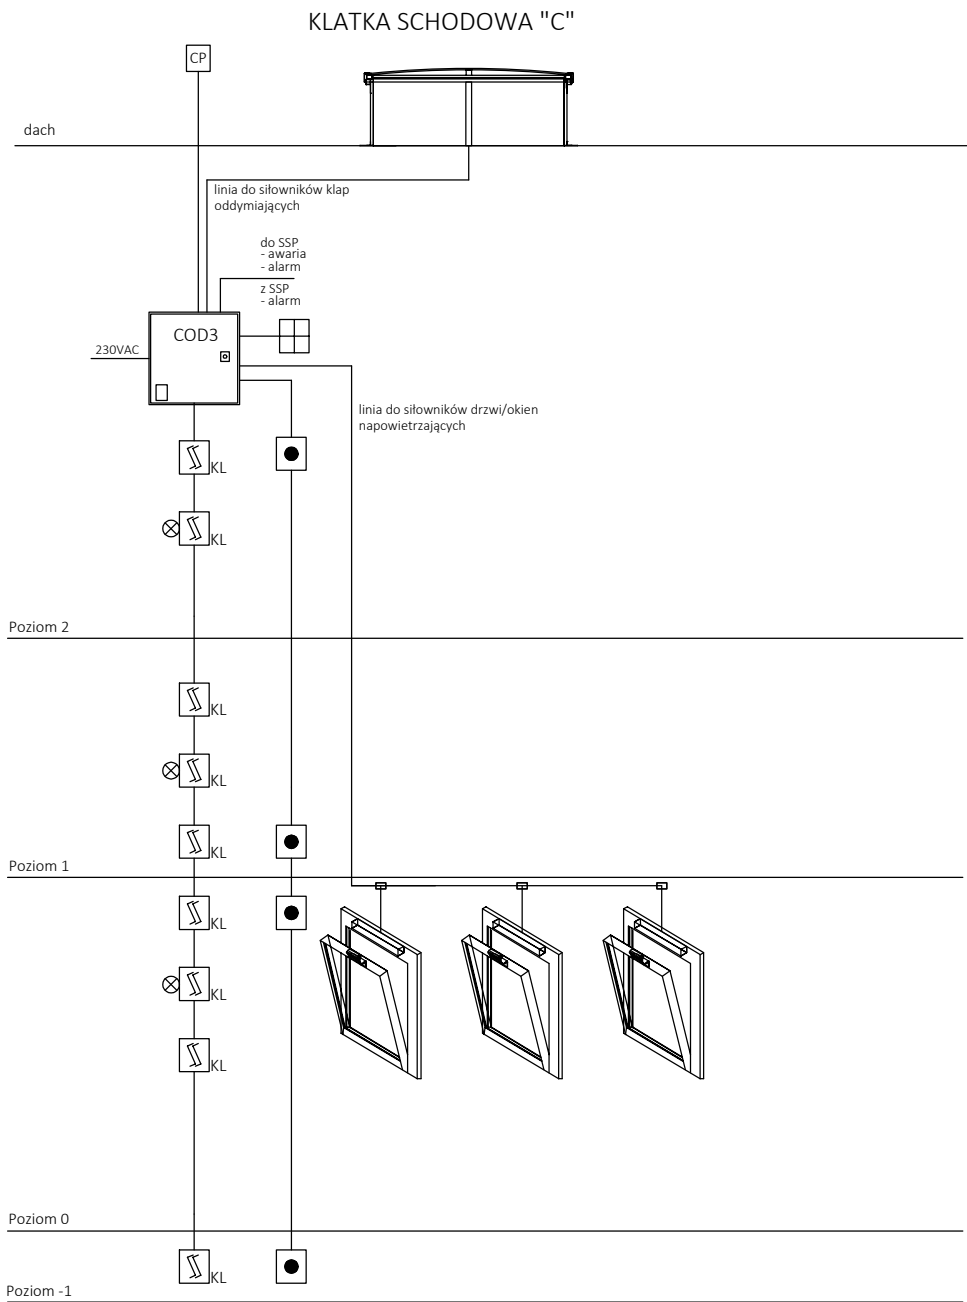 KLATKA SCHODOWA "C"
CP
dach
linia do siłowników klap
oddymiających
do SSP
- awaria
- alarm
z SSP
- alarm
COD3
230VAC
linia do siłowników drzwi/okien
napowietrzających
KL
KL
Poziom 2
KL
KL
KL
Poziom 1
KL
KL
KL
Poziom 0
KL
Poziom -1